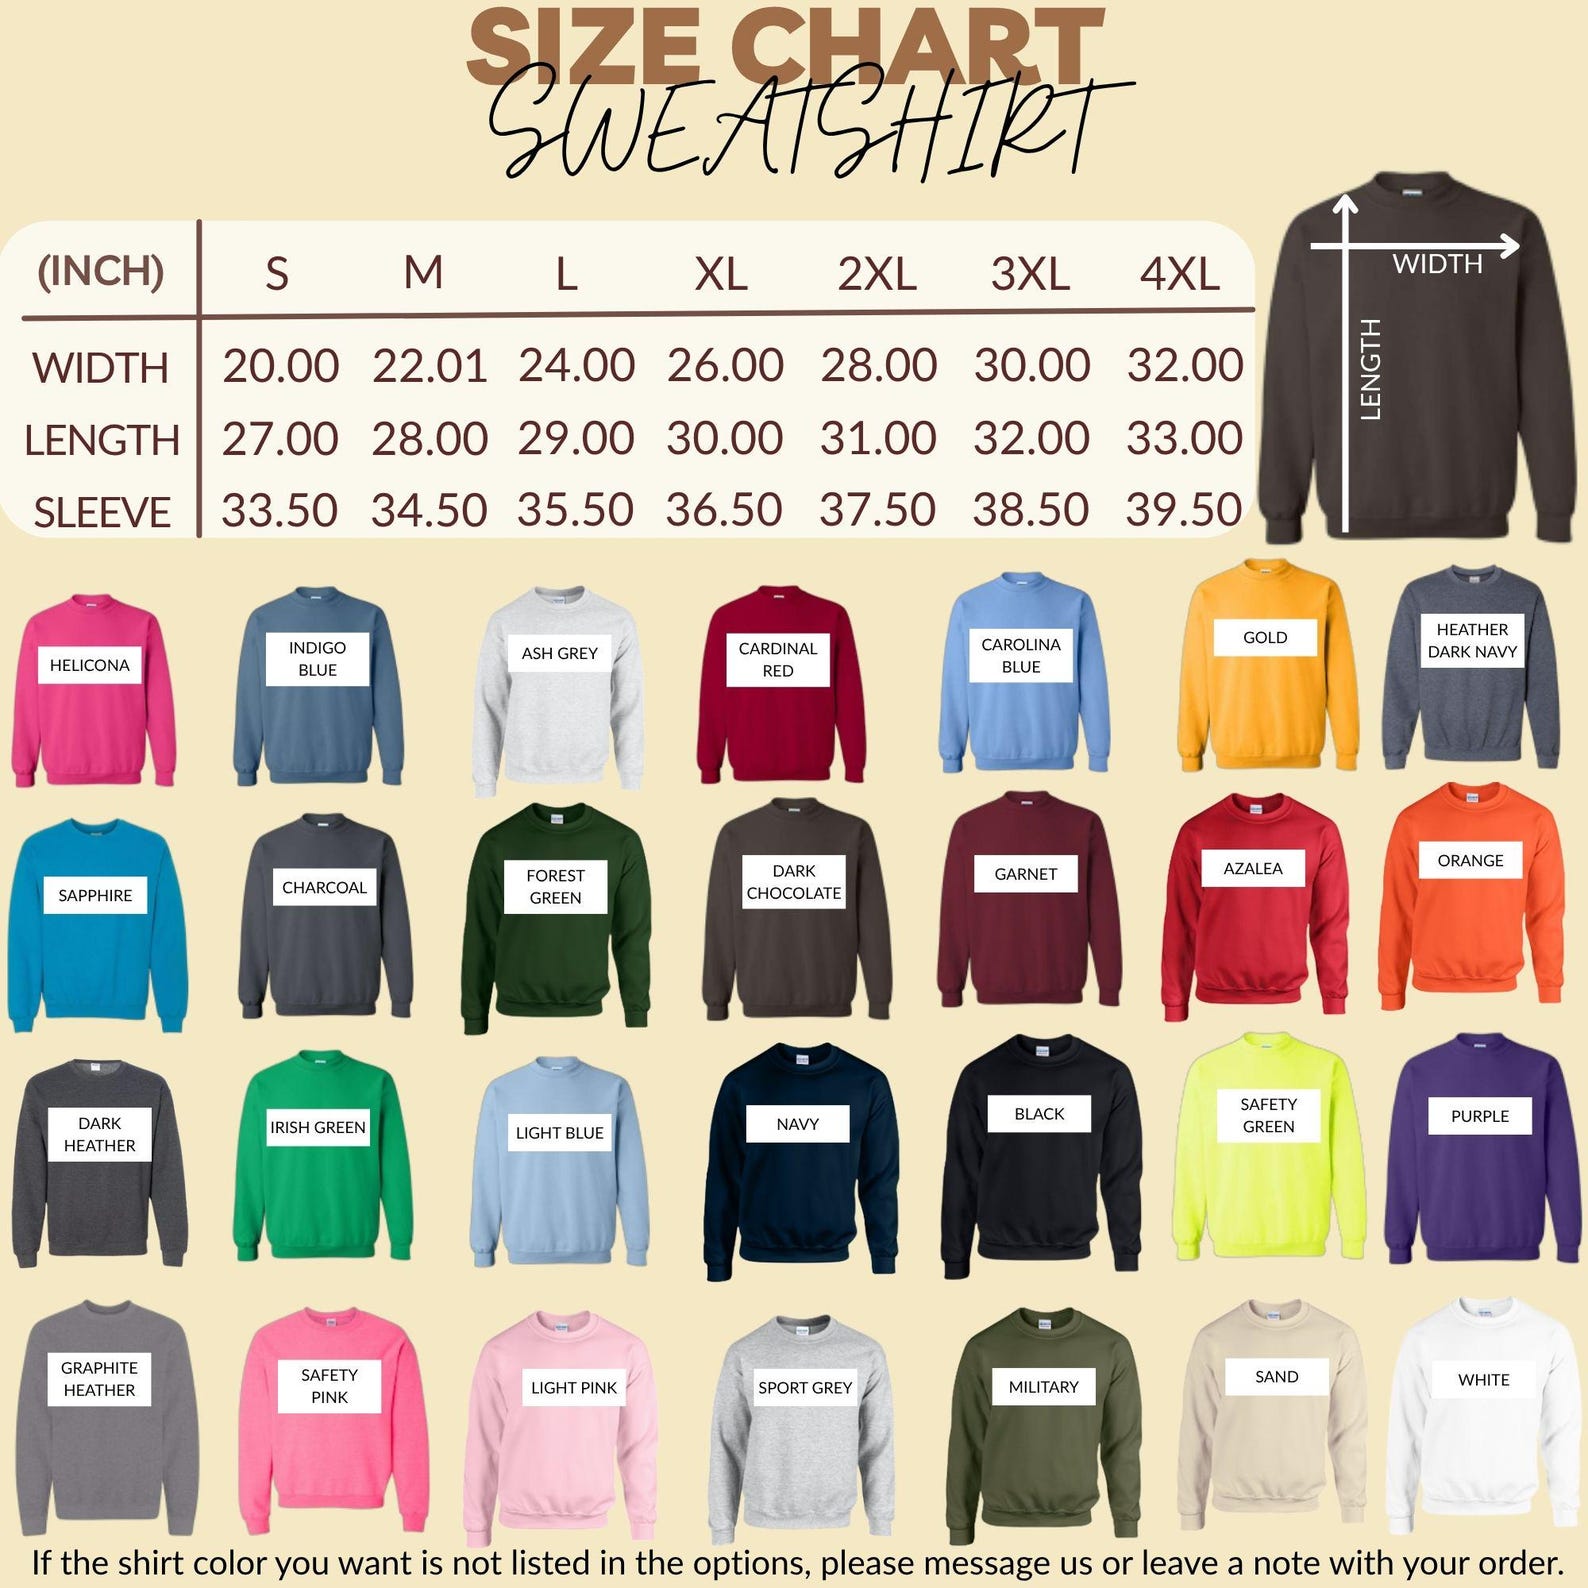 SIZE CHART
SWEATSHIRT
(INCH) S M L XL 2XL 3XL 4XL
WIDTH 20.00 22.01 24.00 26.00 28.00 30.00 32.00
LENGTH 27.00 28.00 29.00 30.00 31.00 32.00 33.00
SLEEVE 33.50 34.50 35.50 36.50 37.50 38.50 39.50
WIDTH
LENGTH
HELICONA
INDIGO
BLUE
ASH GREY
CARDINAL
RED
CAROLINA
BLUE
GOLD
HEATHER
DARK NAVY
SAPPHIRE
CHARCOAL
FOREST
GREEN
DARK
CHOCOLATE
GARNET
AZALEA
ORANGE
DARK
HEATHER
IRISH GREEN
LIGHT BLUE
NAVY
BLACK
SAFETY
GREEN
PURPLE
GRAPHITE
HEATHER
SAFETY
PINK
LIGHT PINK
SPORT GREY
MILITARY
SAND
WHITE
If the shirt color you want is not listed in the options, please message us or leave a note with your order.